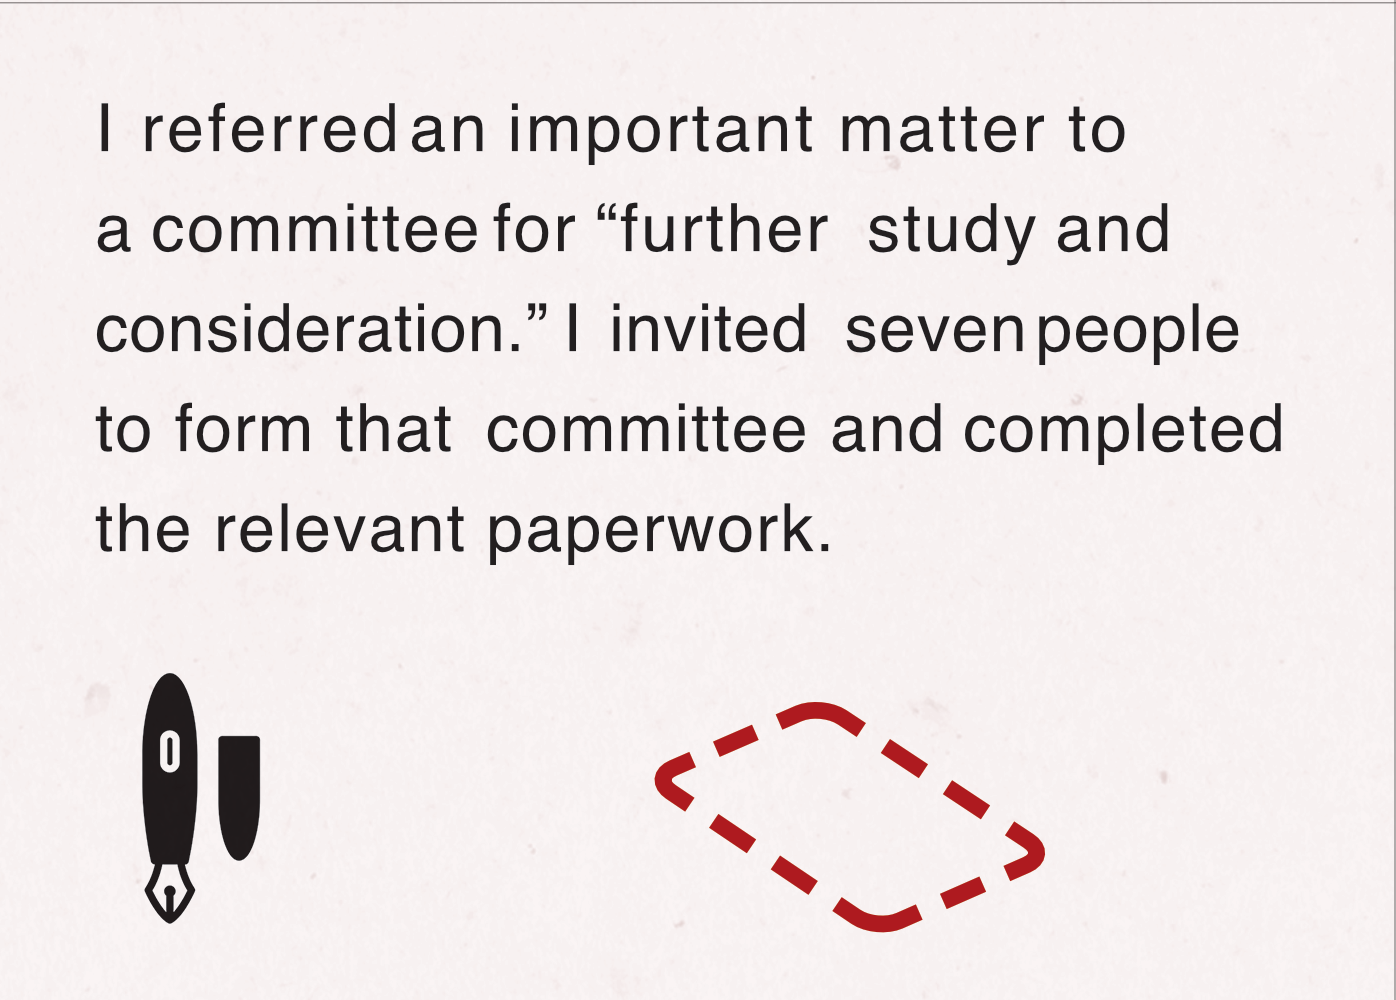 I referred an important matter to
a committee for “further study and
consideration.” I invited seven people
to form that committee and completed
the relevant paperwork.